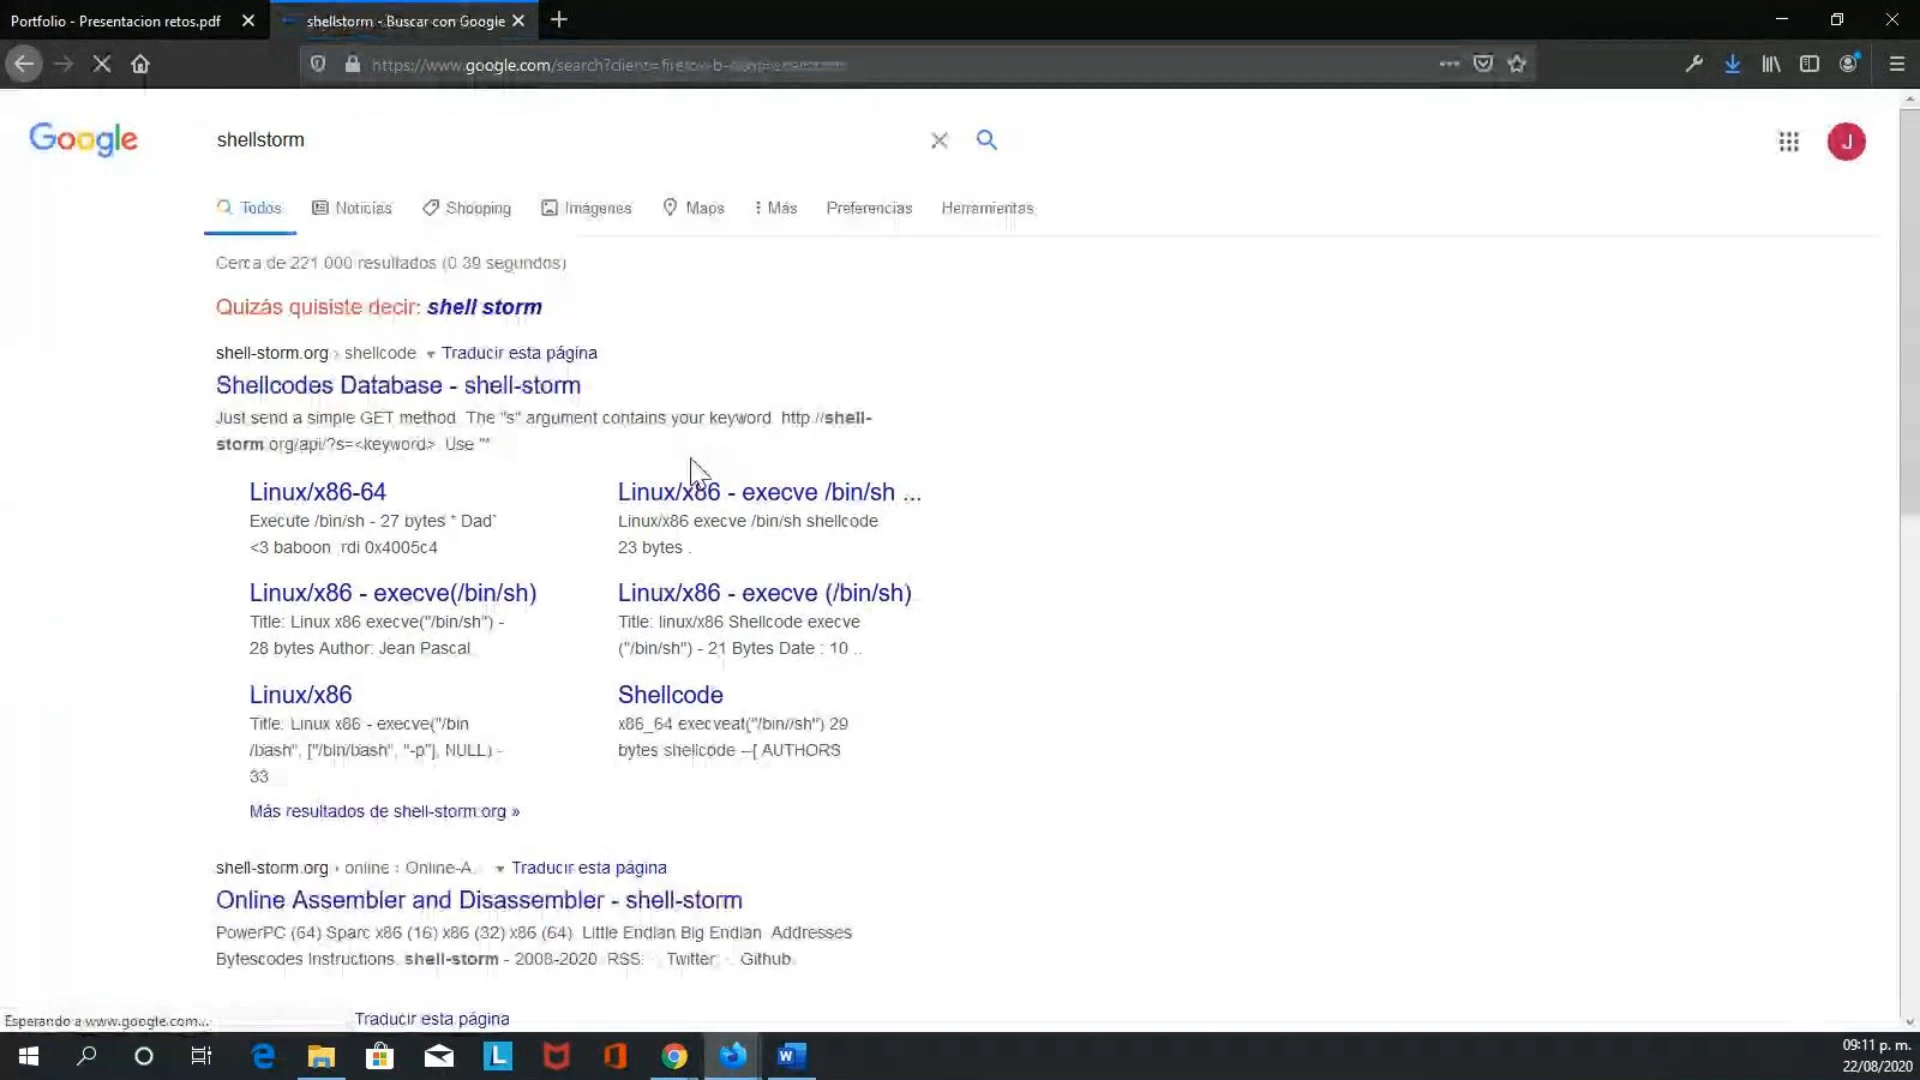 Portfolio - Presentacion retos.pdf
shellstorm - Buscar con Google
https://www.google.com/search?client=firefox-b-d&q=shellstorm
Google
shellstorm
J
Todos
Noticias
Shopping
Imágenes
Maps
Más
Preferencias
Herramientas
Cerca de 221 000 resultados (0 39 segundos)
Quizás quisiste decir: shell storm
shell-storm.org › shellcode Traducir esta página
Shellcodes Database - shell-storm
Just send a simple GET method The "s" argument contains your keyword http://shell-
storm org/api/?s=<keyword> Use "*
Linux/x86-64
Execute /bin/sh - 27 bytes * Dad`
<3 baboon rdi 0x4005c4
Linux/x86 - execve /bin/sh ...
Linux/x86 execve /bin/sh shellcode
23 bytes .
Linux/x86 - execve(/bin/sh)
Title: Linux x86 execve("/bin/sh") -
28 bytes Author: Jean Pascal
Linux/x86 - execve (/bin/sh)
Title: linux/x86 Shellcode execve
("/bin/sh") - 21 Bytes Date : 10 ..
Linux/x86
Title: Linux x86 - execve("/bin
/bash", ["/bin/bash", "-p"], NULL) -
33
Shellcode
x86_64 execveat("/bin//sh") 29
bytes shellcode --[ AUTHORS
Más resultados de shell-storm.org »
shell-storm.org › online › Online-A... Traducir esta página
Online Assembler and Disassembler - shell-storm
PowerPC (64) Sparc x86 (16) x86 (32) x86 (64) Little Endian Big Endian Addresses
Bytescodes Instructions. shell-storm - 2008-2020 RSS: · Twitter: · Github.
Traducir esta página
Esperando a www.google.com...
09:11 p. m.
22/08/2020